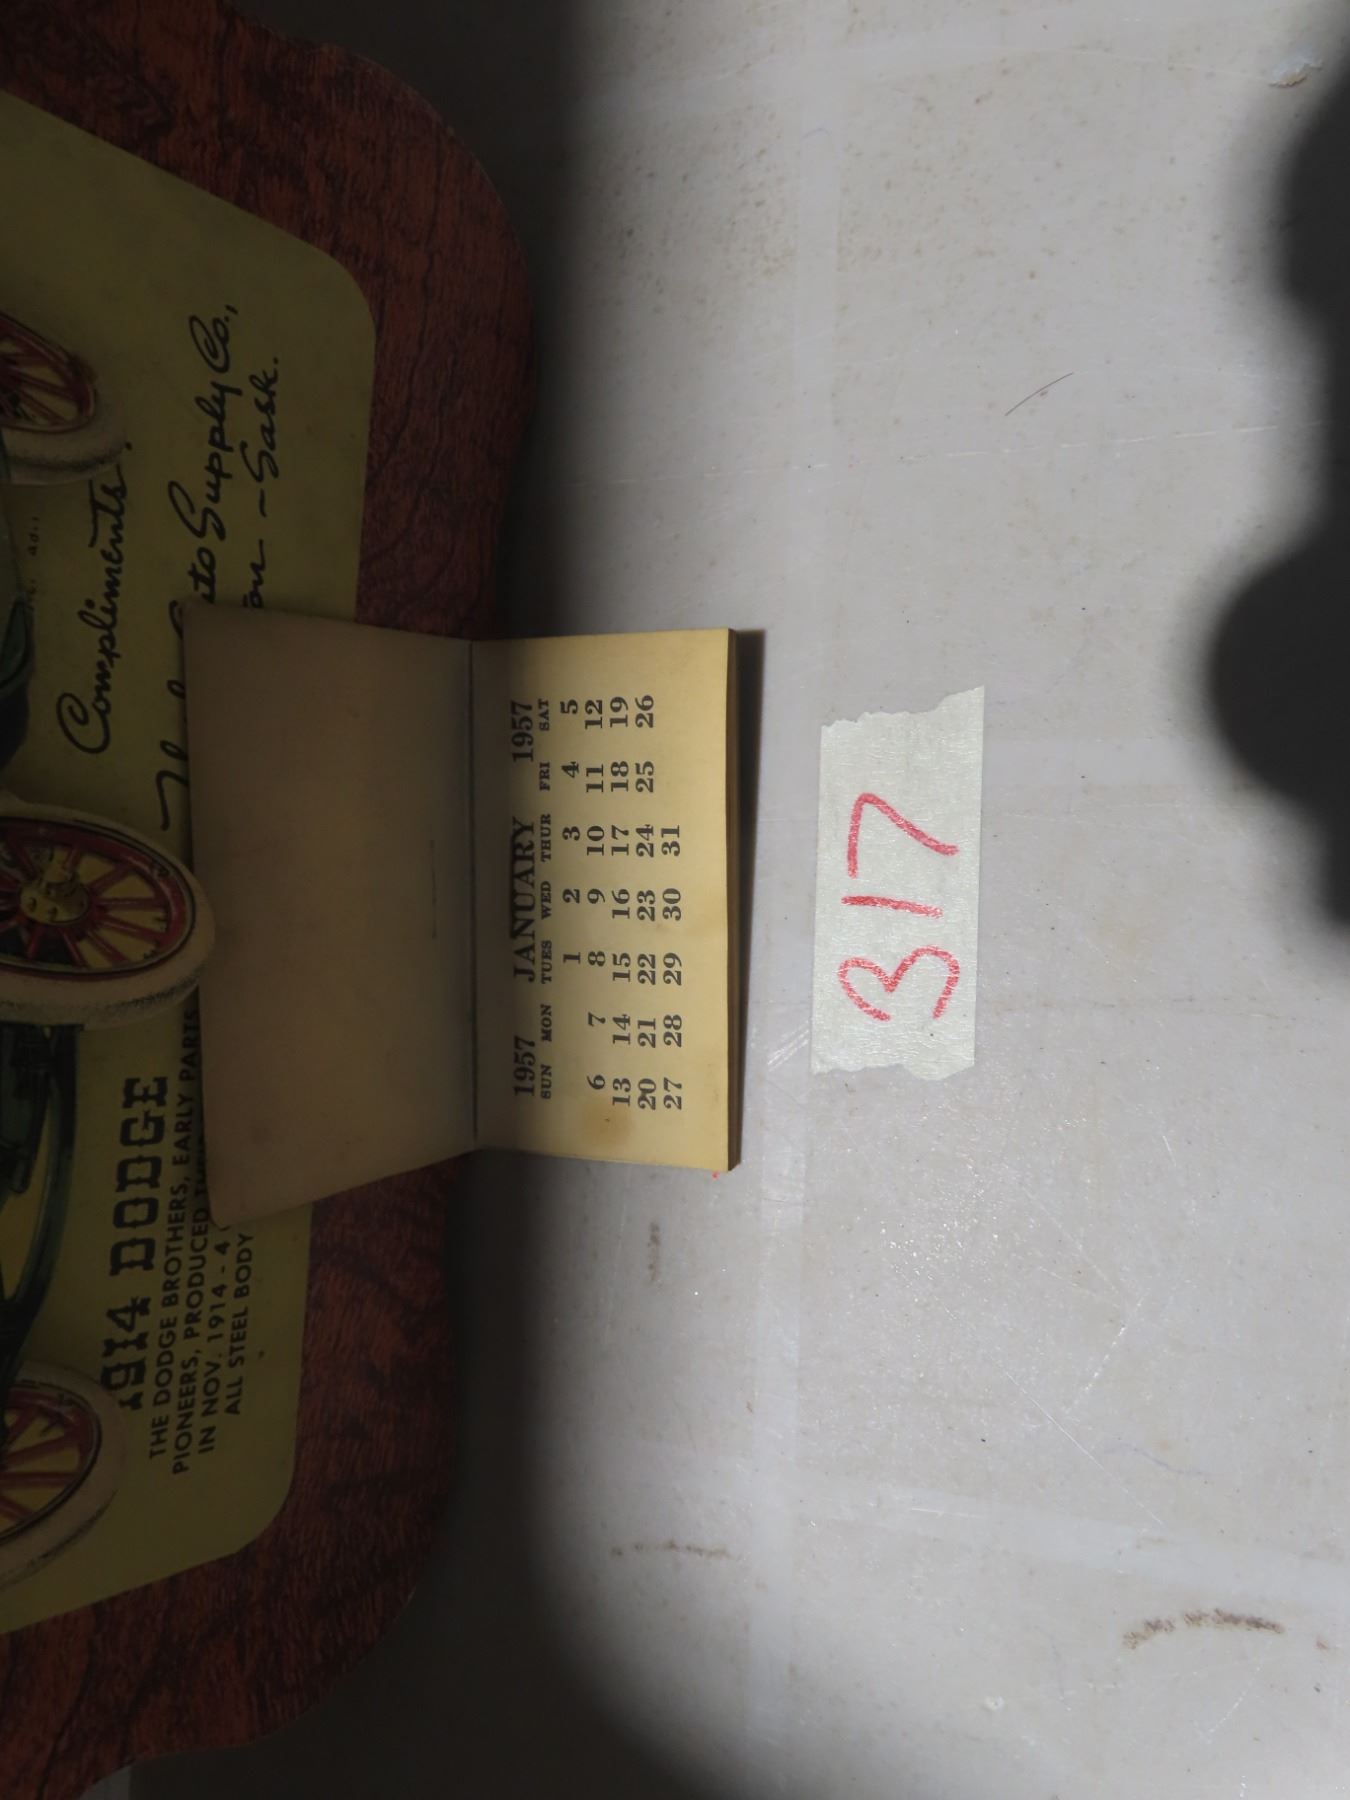 Compliments
Auto Supply Co.,
- Sask.
1914 DODGE
THE DODGE BROTHERS, EARLY PARTS
PIONEERS, PRODUCED
IN NOV. 1914 - 4
ALL STEEL BODY
1957 JANUARY 1957
SUN MON TUES WED THUR FRI SAT
1 2 3 4 5
6 7 8 9 10 11 12
13 14 15 16 17 18 19
20 21 22 23 24 25 26
27 28 29 30 31
317